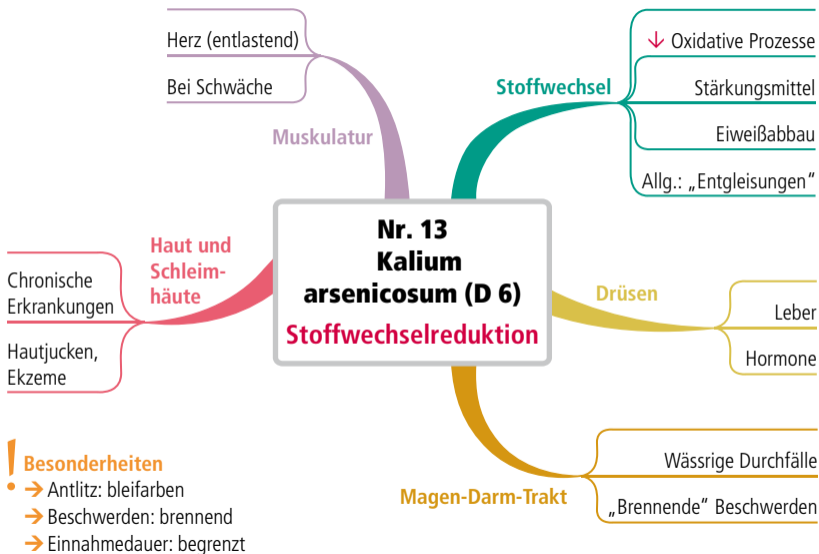 Nr. 13
Kalium
arsenicosum (D 6)
Stoffwechselreduktion
Muskulatur
Herz (entlastend)
Bei Schwäche
Stoffwechsel
↓ Oxidative Prozesse
Stärkungsmittel
Eiweißabbau
Allg.: „Entgleisungen“
Haut und
Schleim-
häute
Chronische
Erkrankungen
Hautjucken,
Ekzeme
Drüsen
Leber
Hormone
Magen-Darm-Trakt
Wässrige Durchfälle
„Brennende“ Beschwerden
! Besonderheiten
→ Antlitz: bleifarben
→ Beschwerden: brennend
→ Einnahmedauer: begrenzt